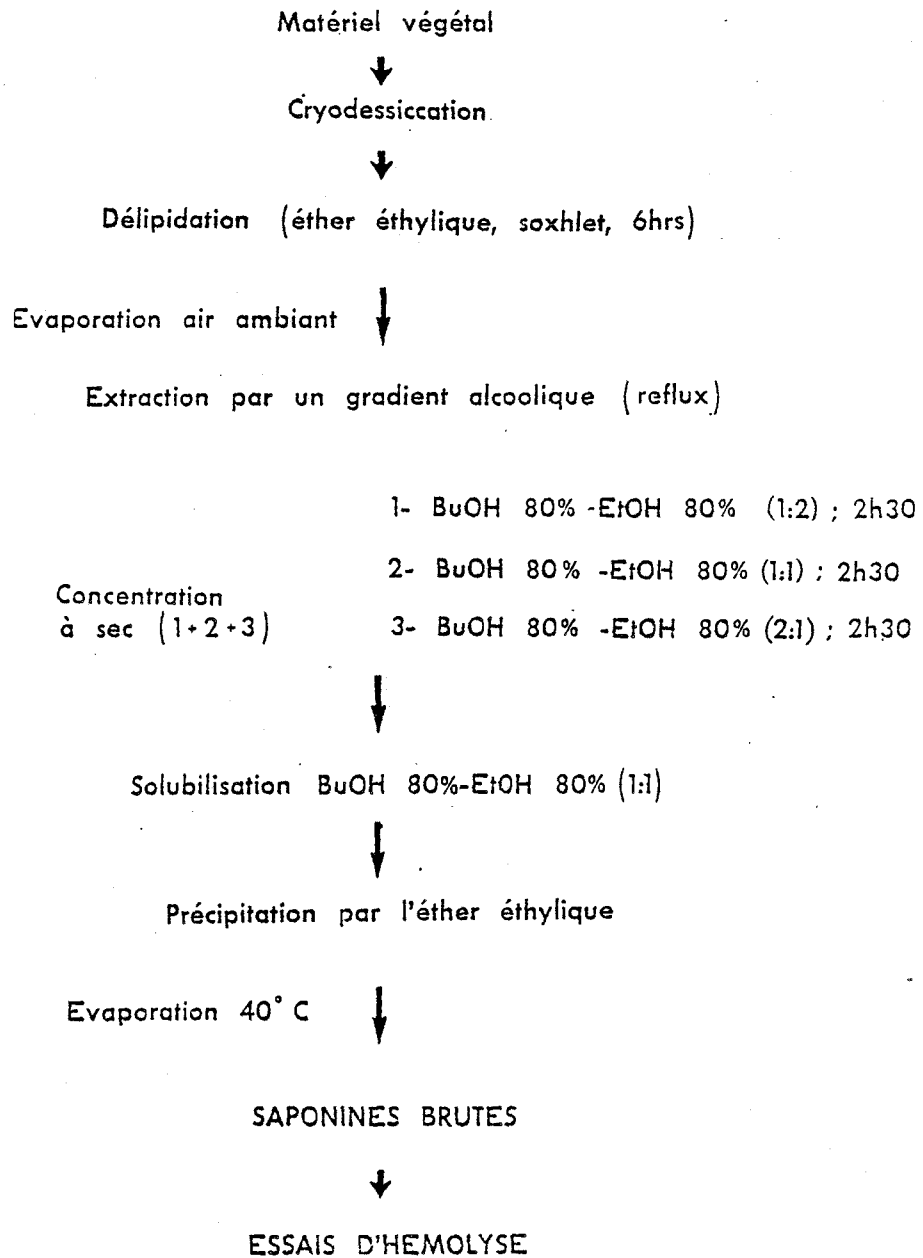 Matériel végétal
Cryodessiccation
Délipidation (éther éthylique, soxhlet, 6hrs)
Evaporation air ambiant
Extraction par un gradient alcoolique (reflux)
1- BuOH 80% -EtOH 80% (1:2) ; 2h30
2- BuOH 80% -EtOH 80% (1:1) ; 2h30
Concentration
à sec (1+2+3)
3- BuOH 80% -EtOH 80% (2:1) ; 2h30
Solubilisation BuOH 80%-EtOH 80% (1:1)
Précipitation par l'éther éthylique
Evaporation 40° C
SAPONINES BRUTES
ESSAIS D'HEMOLYSE